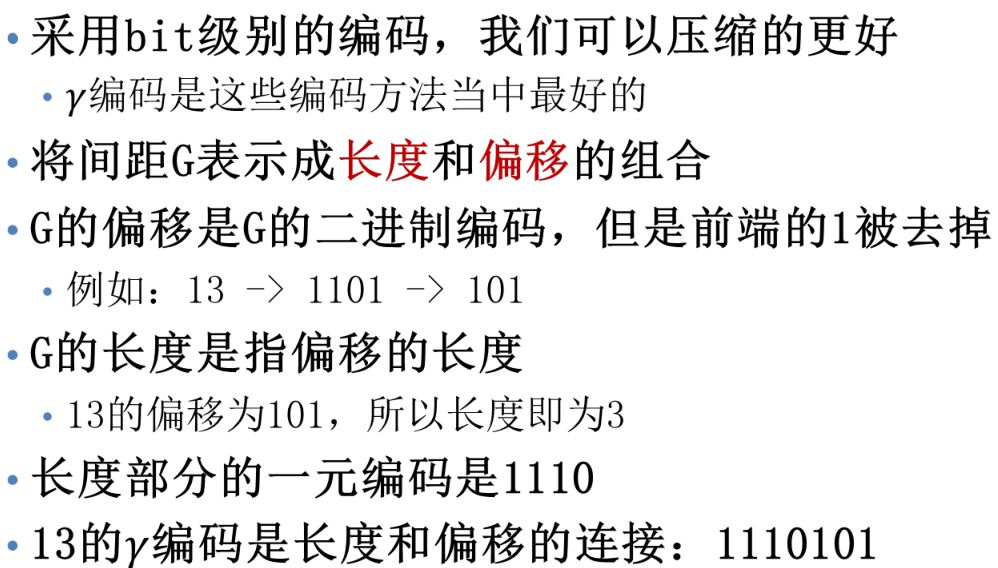 • 采用bit级别的编码，我们可以压缩的更好
• γ编码是这些编码方法当中最好的
• 将间距G表示成长度和偏移的组合
• G的偏移是G的二进制编码，但是前端的1被去掉
• 例如：13 -> 1101 -> 101
• G的长度是指偏移的长度
• 13的偏移为101，所以长度即为3
• 长度部分的一元编码是1110
• 13的γ编码是长度和偏移的连接：1110101